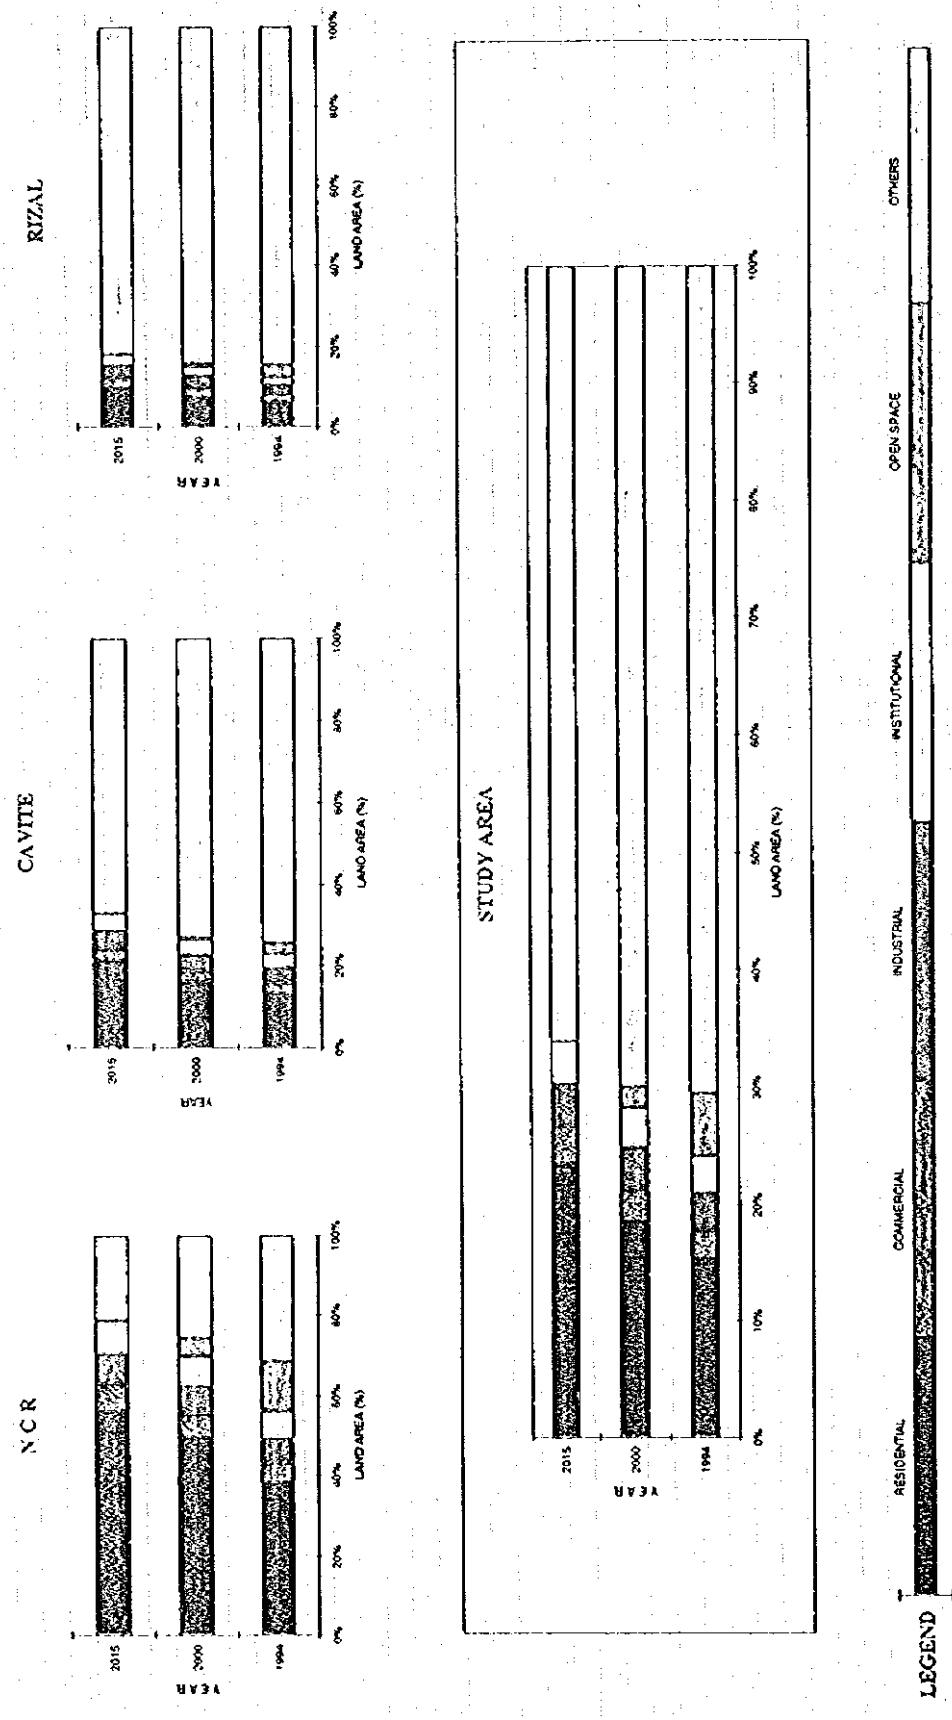 N C R
YEAR
2015
2000
1994
0%
20%
40%
60%
80%
100%
LAND AREA (%)
CAVITE
YEAR
2015
2000
1994
0%
20%
40%
60%
80%
100%
LAND AREA (%)
RIZAL
YEAR
2015
2000
1994
0%
20%
40%
60%
80%
100%
LAND AREA (%)
STUDY AREA
YEAR
2015
2000
1994
0%
10%
20%
30%
40%
50%
60%
70%
80%
90%
100%
LAND AREA (%)
LEGEND
RESIDENTIAL
COMMERCIAL
INDUSTRIAL
INSTITUTIONAL
OPEN SPACE
OTHERS